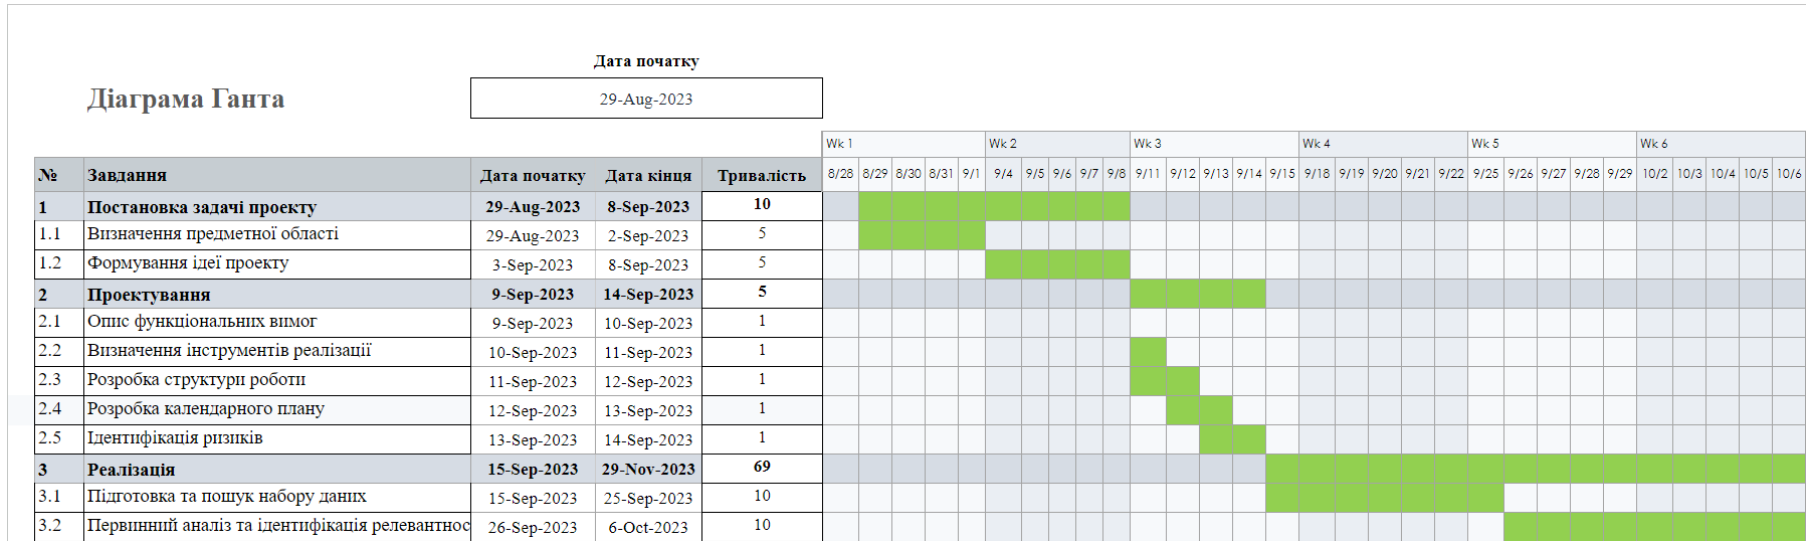 Дата початку
Діаграма Ганта
29-Aug-2023
Wk 1 Wk 2 Wk 3 Wk 4 Wk 5 Wk 6
№ Завдання Дата початку Дата кінця Тривалість 8/28 8/29 8/30 8/31 9/1 9/4 9/5 9/6 9/7 9/8 9/11 9/12 9/13 9/14 9/15 9/18 9/19 9/20 9/21 9/22 9/25 9/26 9/27 9/28 9/29 10/2 10/3 10/4 10/5 10/6
1 Постановка задачі проекту 29-Aug-2023 8-Sep-2023 10
1.1 Визначення предметної області 29-Aug-2023 2-Sep-2023 5
1.2 Формування ідеї проекту 3-Sep-2023 8-Sep-2023 5
2 Проектування 9-Sep-2023 14-Sep-2023 5
2.1 Опис функціональних вимог 9-Sep-2023 10-Sep-2023 1
2.2 Визначення інструментів реалізації 10-Sep-2023 11-Sep-2023 1
2.3 Розробка структури роботи 11-Sep-2023 12-Sep-2023 1
2.4 Розробка календарного плану 12-Sep-2023 13-Sep-2023 1
2.5 Ідентифікація ризиків 13-Sep-2023 14-Sep-2023 1
3 Реалізація 15-Sep-2023 29-Nov-2023 69
3.1 Підготовка та пошук набору даних 15-Sep-2023 25-Sep-2023 10
3.2 Первинний аналіз та ідентифікація релевантнос 26-Sep-2023 6-Oct-2023 10